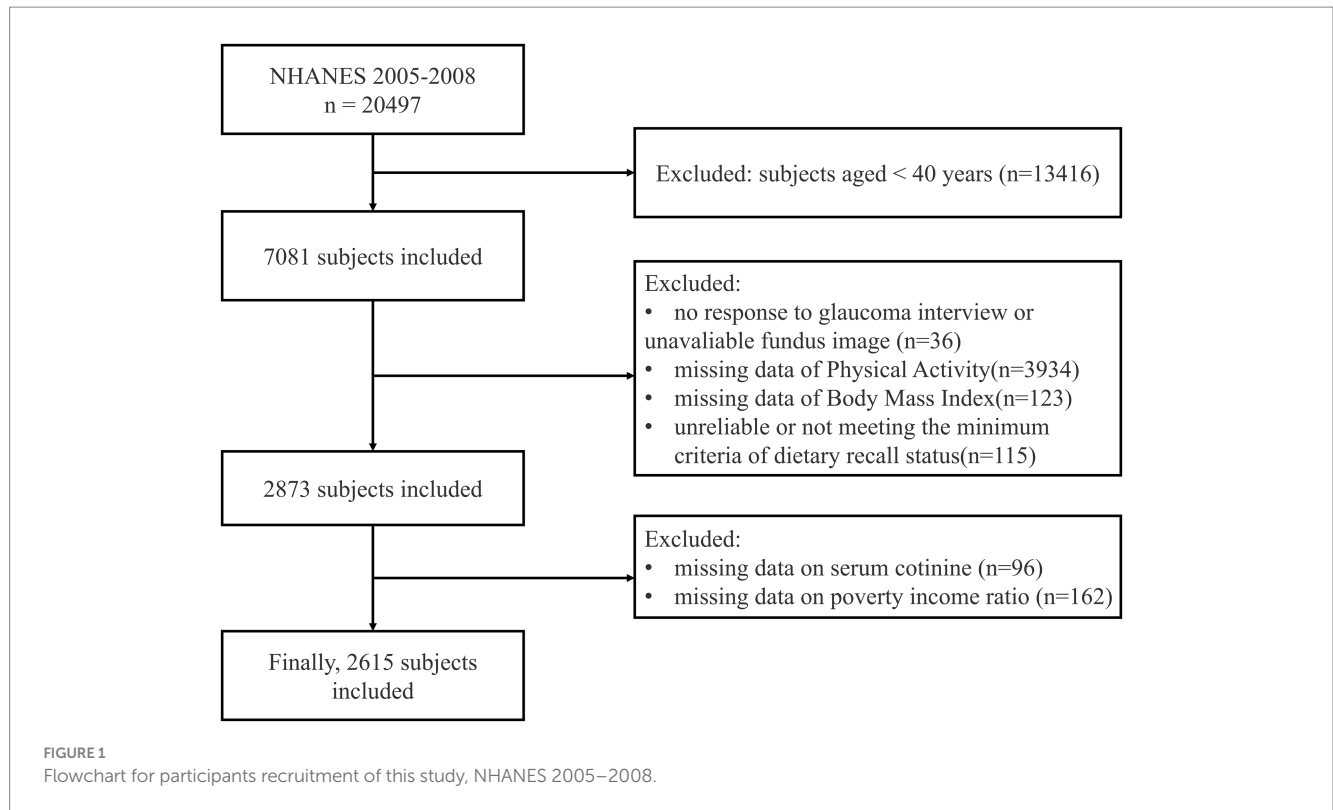 NHANES 2005-2008
n = 20497
Excluded: subjects aged < 40 years (n=13416)
7081 subjects included
Excluded:
• no response to glaucoma interview or
unavaliable fundus image (n=36)
• missing data of Physical Activity(n=3934)
• missing data of Body Mass Index(n=123)
• unreliable or not meeting the minimum
criteria of dietary recall status(n=115)
2873 subjects included
Excluded:
• missing data on serum cotinine (n=96)
• missing data on poverty income ratio (n=162)
Finally, 2615 subjects
included
FIGURE 1
Flowchart for participants recruitment of this study, NHANES 2005–2008.